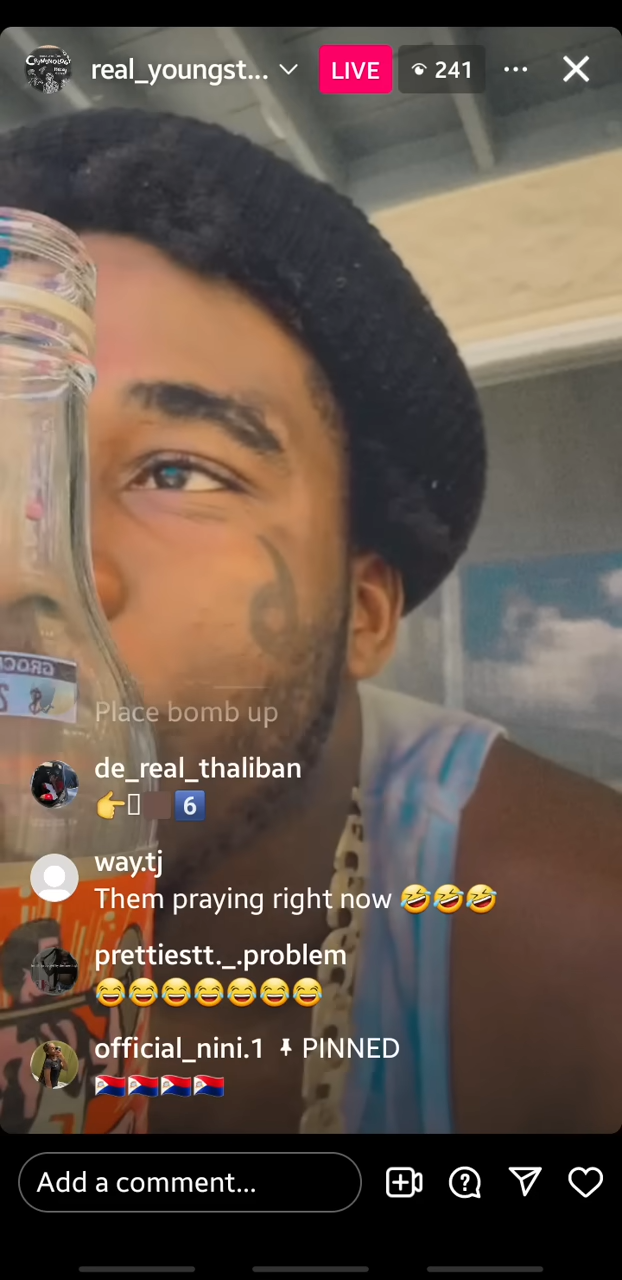 real_youngst...
LIVE
241
Place bomb up
de_real_thaliban
👉 6
way.tj
Them praying right now 🤣🤣🤣
prettiestt._.problem
😂😂😂😂😂😂😂
official_nini.1 PINNED
🇸🇽🇸🇽🇸🇽🇸🇽
Add a comment...